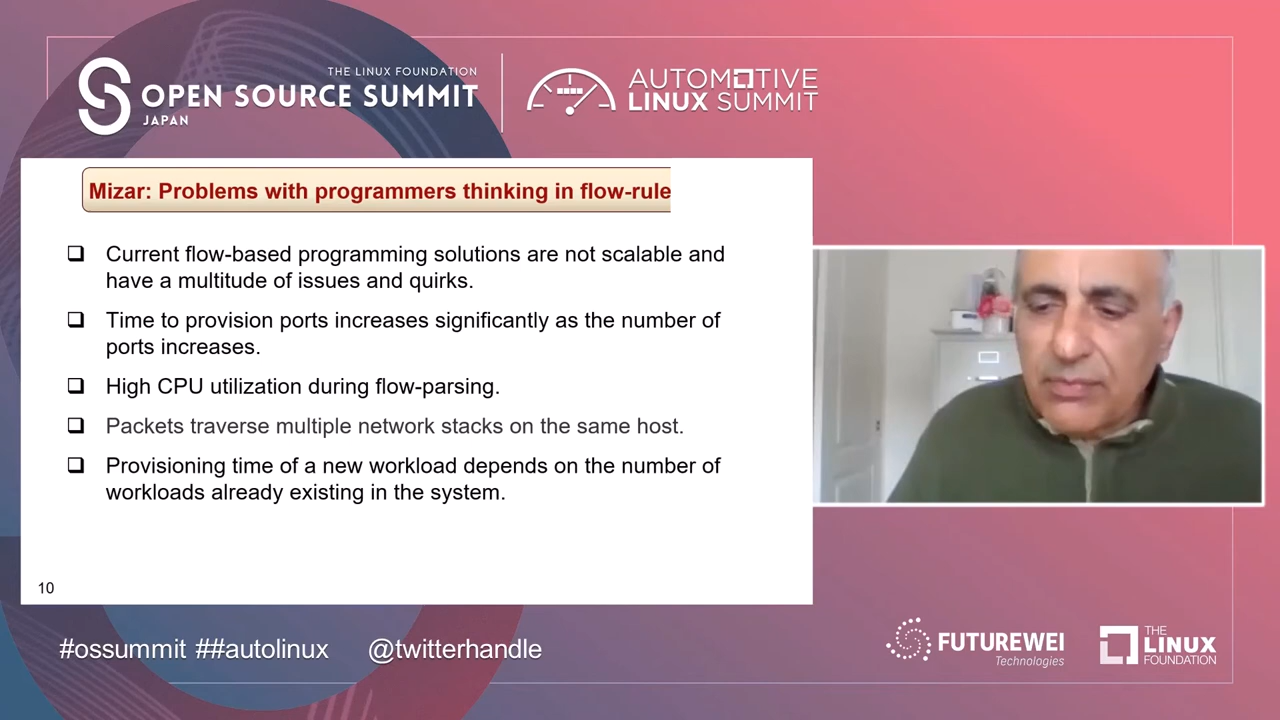 THE LINUX FOUNDATION
OPEN SOURCE SUMMIT
JAPAN
AUTOMOTIVE
LINUX SUMMIT
Mizar: Problems with programmers thinking in flow-rule
Current flow-based programming solutions are not scalable and
have a multitude of issues and quirks.
Time to provision ports increases significantly as the number of
ports increases.
High CPU utilization during flow-parsing.
Packets traverse multiple network stacks on the same host.
Provisioning time of a new workload depends on the number of
workloads already existing in the system.
10
#ossummit ##autolinux @twitterhandle
FUTUREWEI
Technologies
THE
LINUX
FOUNDATION